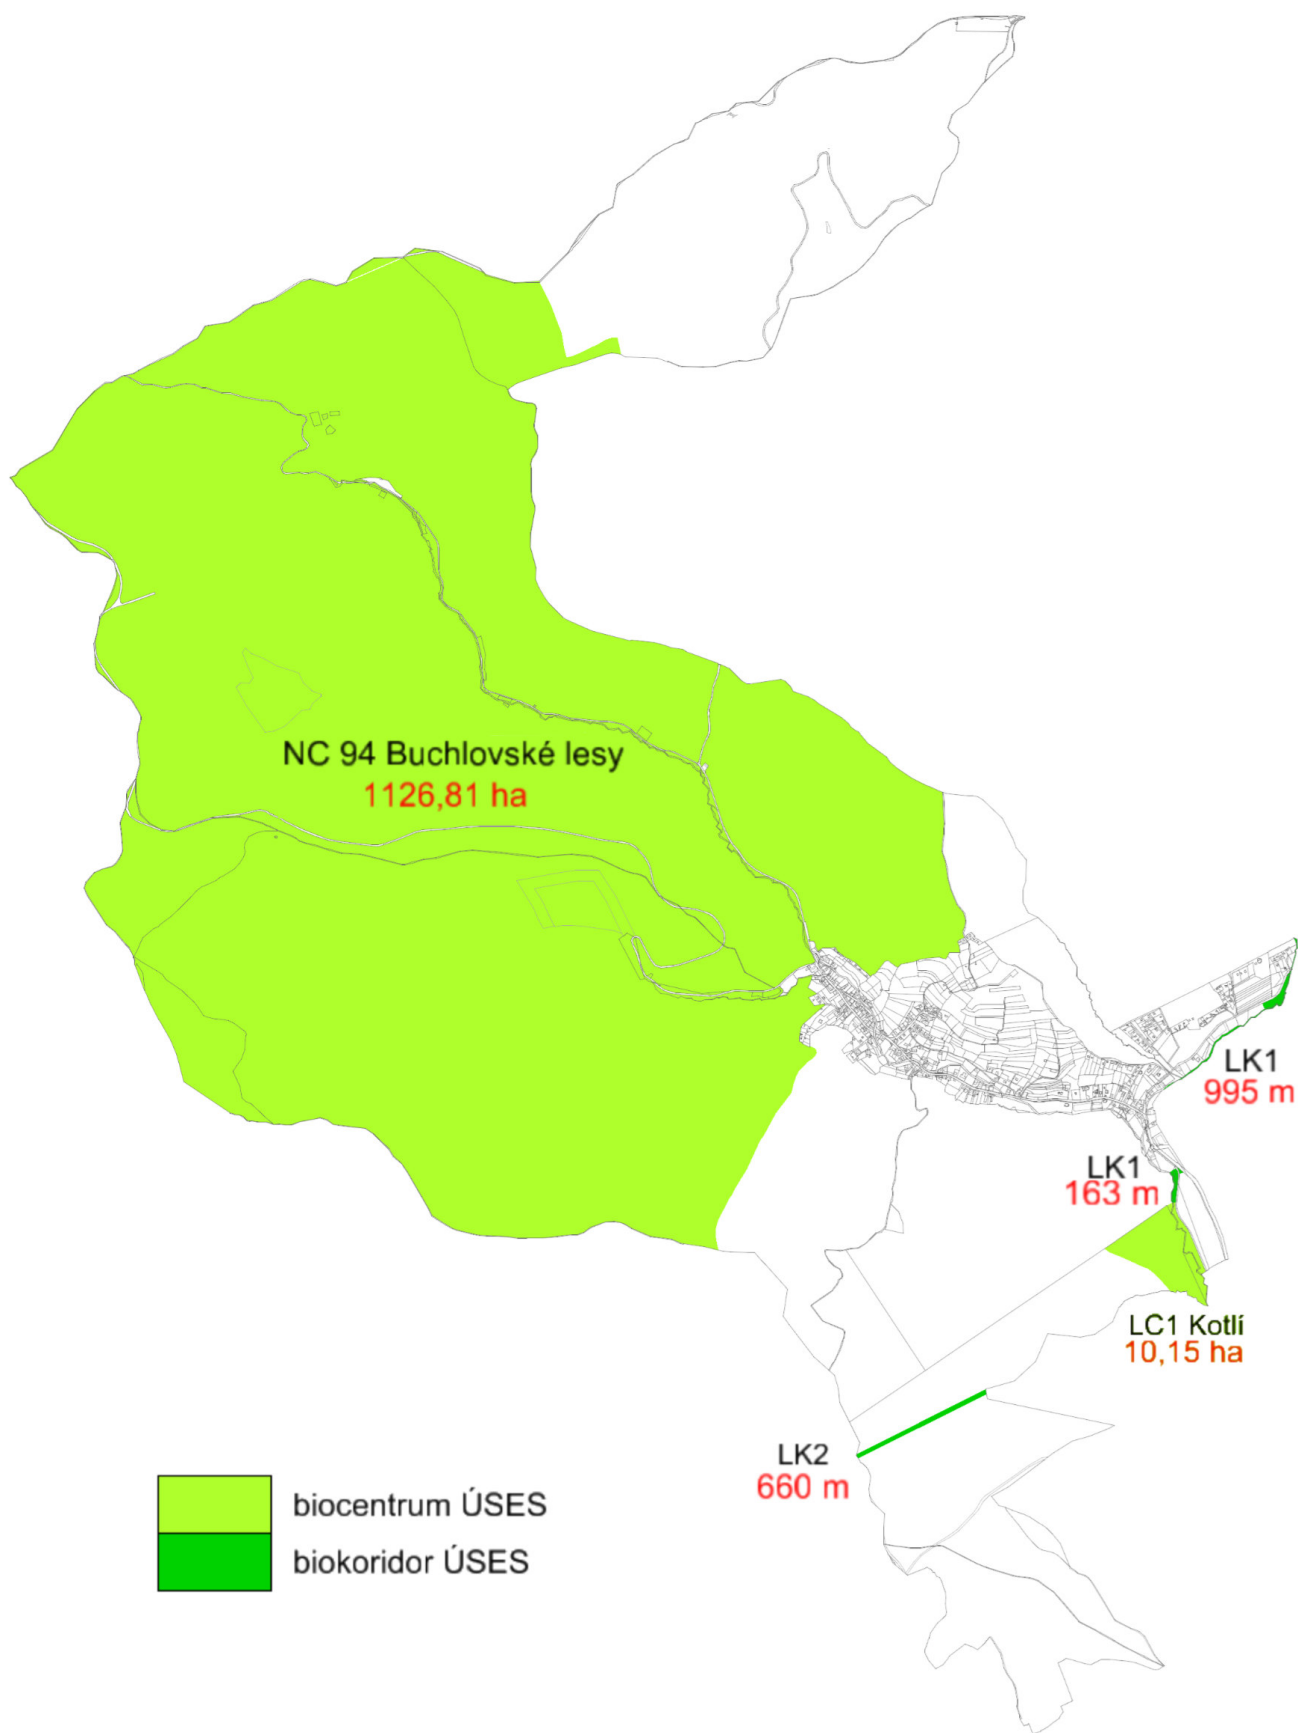 NC 94 Buchlovské lesy
1126,81 ha
LK1
995 m
LK1
163 m
LC1 Kotlí
10,15 ha
LK2
660 m
biocentrum ÚSES
biokoridor ÚSES